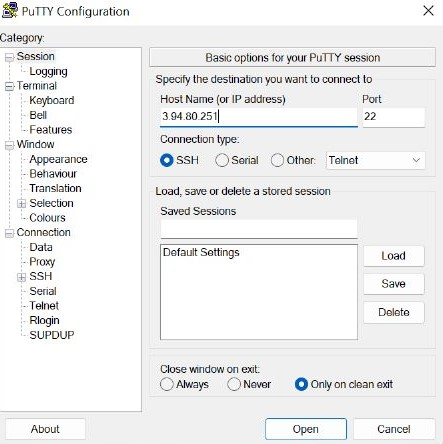 PuTTY Configuration
Category:
Session
Logging
Terminal
Keyboard
Bell
Features
Window
Appearance
Behaviour
Translation
Selection
Colours
Connection
Data
Proxy
SSH
Serial
Telnet
Rlogin
SUPDUP
Basic options for your PuTTY session
Specify the destination you want to connect to
Host Name (or IP address) Port
3.94.80.251 22
Connection type:
SSH Serial Other: Telnet
Load, save or delete a stored session
Saved Sessions
Default Settings
Load
Save
Delete
Close window on exit:
Always Never Only on clean exit
About Open Cancel